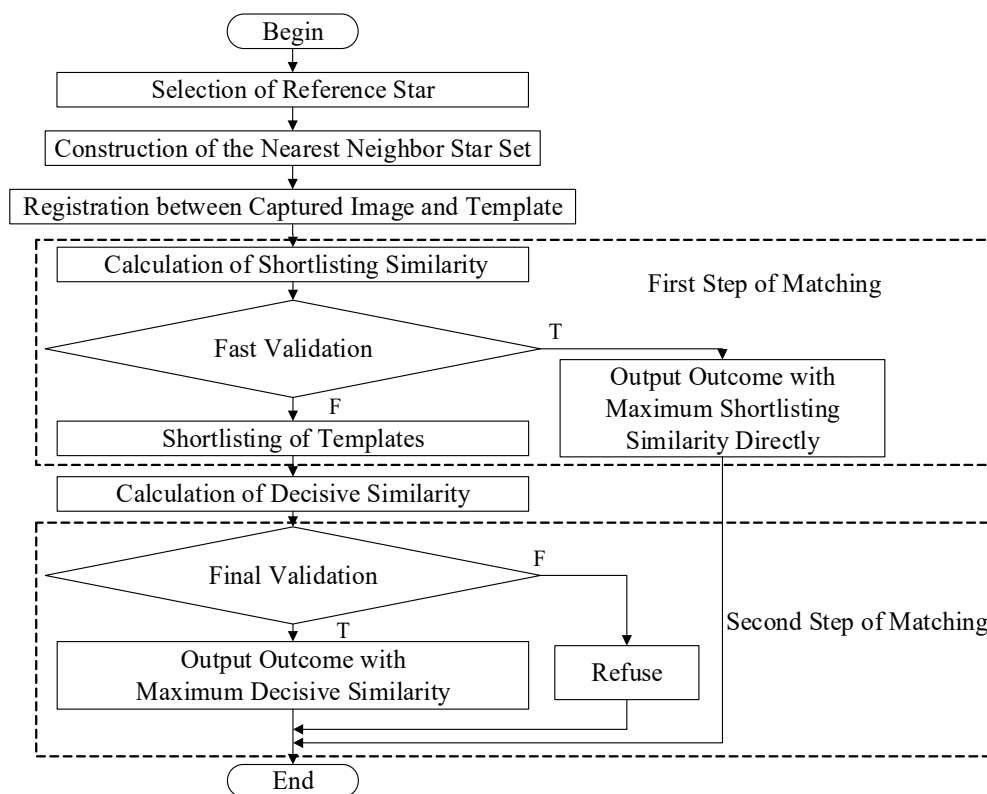 Begin
Selection of Reference Star
Construction of the Nearest Neighbor Star Set
Registration between Captured Image and Template
Calculation of Shortlisting Similarity
First Step of Matching
Fast Validation
T
Output Outcome with
Maximum Shortlisting
Similarity Directly
F
Shortlisting of Templates
Calculation of Decisive Similarity
Final Validation
F
Second Step of Matching
T
Output Outcome with
Maximum Decisive Similarity
Refuse
End